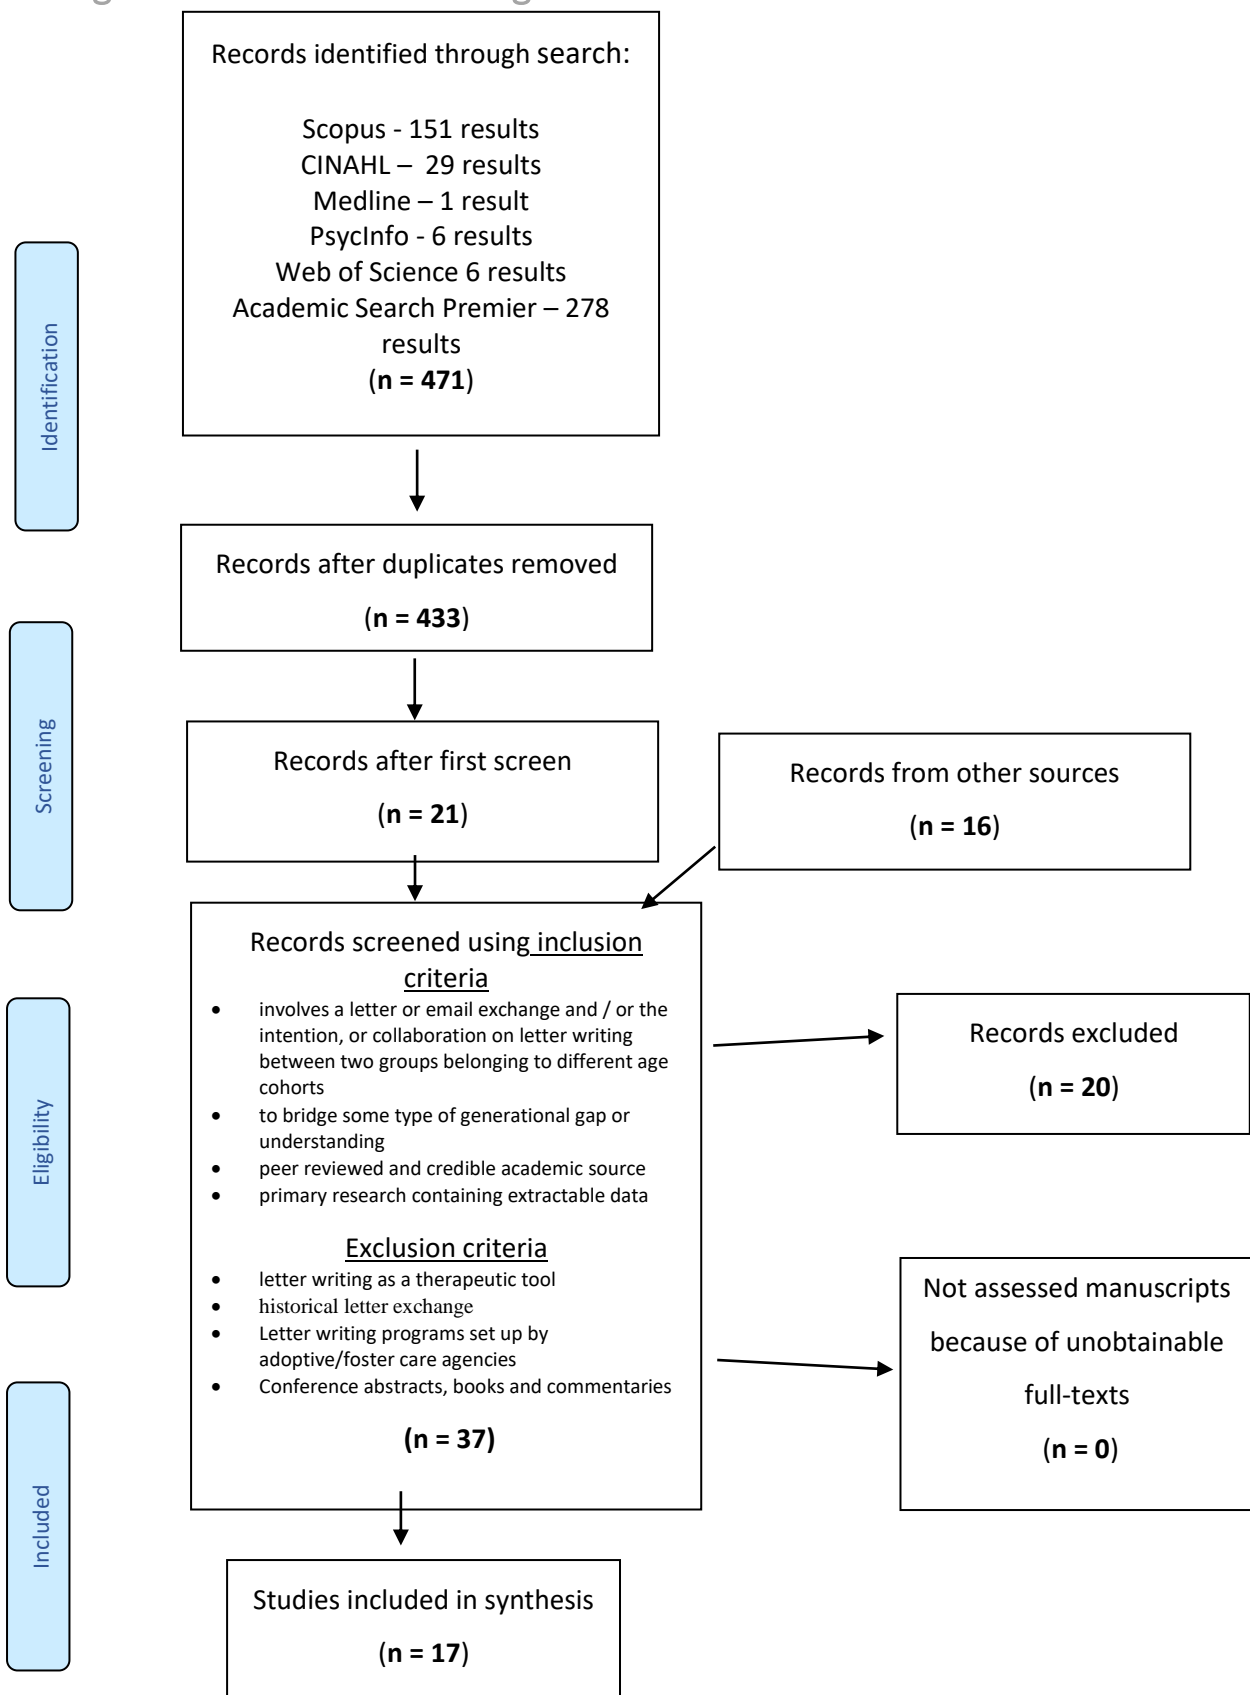 Records identified through search:
Scopus - 151 results
CINAHL – 29 results
Medline – 1 result
PsycInfo - 6 results
Web of Science 6 results
Academic Search Premier – 278
results
(n = 471)
Identification
Records after duplicates removed
(n = 433)
Screening
Records after first screen
(n = 21)
Records from other sources
(n = 16)
Records screened using inclusion
criteria
• involves a letter or email exchange and / or the
intention, or collaboration on letter writing
between two groups belonging to different age
cohorts
• to bridge some type of generational gap or
understanding
• peer reviewed and credible academic source
• primary research containing extractable data
Exclusion criteria
• letter writing as a therapeutic tool
• historical letter exchange
• Letter writing programs set up by
adoptive/foster care agencies
• Conference abstracts, books and commentaries
(n = 37)
Eligibility
Records excluded
(n = 20)
Not assessed manuscripts
because of unobtainable
full-texts
(n = 0)
Included
Studies included in synthesis
(n = 17)